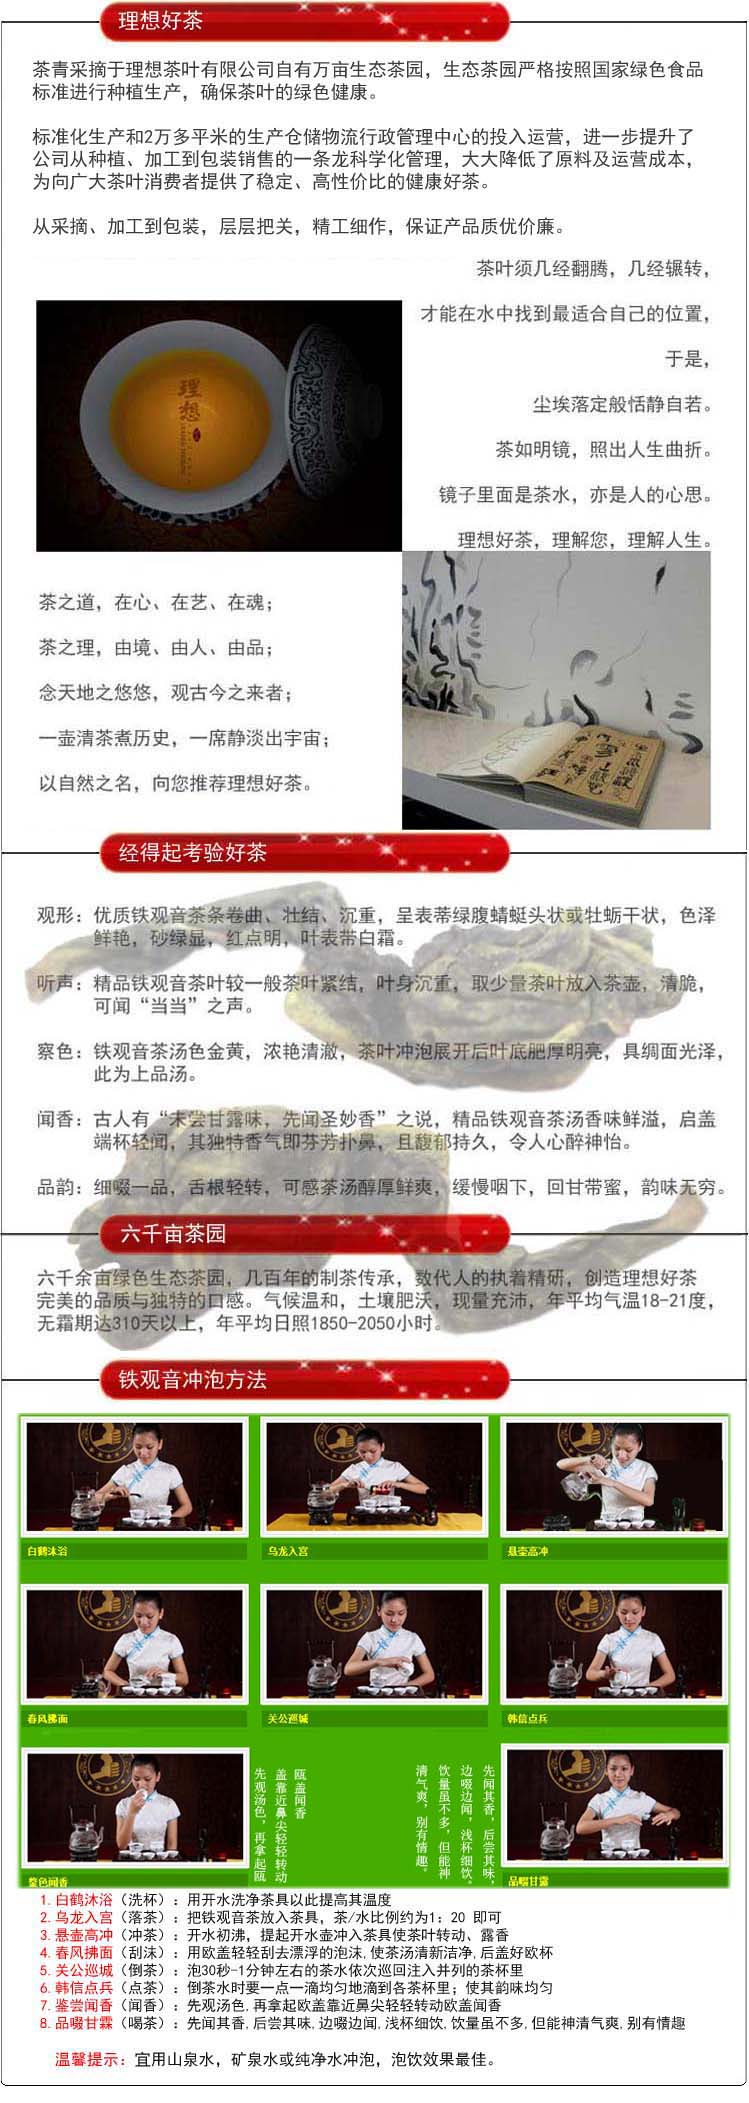 理想好茶
茶青采摘于理想茶叶有限公司自有万亩生态茶园，生态茶园严格按照国家绿色食品
标准进行种植生产，确保茶叶的绿色健康。
标准化生产和2万多平米的生产仓储物流行政管理中心的投入运营，进一步提升了
公司从种植、加工到包装销售的一条龙科学化管理，大大降低了原料及运营成本，
为向广大茶叶消费者提供了稳定、高性价比的健康好茶。
从采摘、加工到包装，层层把关，精工细作，保证产品质优价廉。
茶叶须几经翻腾，几经辗转，
才能在水中找到最适合自己的位置，
于是，
尘埃落定般恬静自若。
茶如明镜，照出人生曲折。
镜子里面是茶水，亦是人的心思。
理想好茶，理解您，理解人生。
理想
茶之道，在心、在艺、在魂；
茶之理，由境、由人、由品；
念天地之悠悠，观古今之来者；
一壶清茶煮历史，一席静淡出宇宙；
以自然之名，向您推荐理想好茶。
经得起考验好茶
观形：优质铁观音茶条卷曲、壮结、沉重，呈表蒂绿腹蜻蜓头状或牡蛎干状，色泽
鲜艳，砂绿显，红点明，叶表带白霜。
听声：精品铁观音茶叶较一般茶叶紧结，叶身沉重，取少量茶叶放入茶壶，清脆，
可闻“当当”之声。
察色：铁观音茶汤色金黄，浓艳清澈，茶叶冲泡展开后叶底肥厚明亮，具绸面光泽，
此为上品汤。
闻香：古人有“未尝甘露味，先闻圣妙香”之说，精品铁观音茶汤香味鲜溢，启盖
端杯轻闻，其独特香气即芬芳扑鼻，且馥郁持久，令人心醉神怡。
品韵：细啜一品，舌根轻转，可感茶汤醇厚鲜爽，缓慢咽下，回甘带蜜，韵味无穷。
六千亩茶园
六千余亩绿色生态茶园，几百年的制茶传承，数代人的执着精研，创造理想好茶
完美的品质与独特的口感。气候温和，土壤肥沃，现量充沛，年平均气温18-21度，
无霜期达310天以上，年平均日照1850-2050小时。
铁观音冲泡方法
白鹤沐浴
乌龙入宫
悬壶高冲
春风拂面
关公巡城
韩信点兵
瓯盖闻香
盖靠近鼻尖轻轻转动
先观汤色，再拿起瓯
先闻其香，后尝其味，
边啜边闻，浅杯细饮。
饮量虽不多，但能神
清气爽，别有情趣。
鉴色闻香
品啜甘露
1.白鹤沐浴（洗杯）：用开水洗净茶具以此提高其温度
2.乌龙入宫（落茶）：把铁观音茶放入茶具，茶/水比例约为1：20 即可
3.悬壶高冲（冲茶）：开水初沸，提起开水壶冲入茶具使茶叶转动、露香
4.春风拂面（刮沫）：用欧盖轻轻刮去漂浮的泡沫,使茶汤清新洁净,后盖好欧杯
5.关公巡城（倒茶）：泡30秒-1分钟左右的茶水依次巡回注入并列的茶杯里
6.韩信点兵（点茶）：倒茶水时要一点一滴均匀地滴到各茶杯里；使其韵味均匀
7.鉴尝闻香（闻香）：先观汤色,再拿起欧盖靠近鼻尖轻轻转动欧盖闻香
8.品啜甘霖（喝茶）：先闻其香,后尝其味,边啜边闻,浅杯细饮,饮量虽不多,但能神清气爽,别有情趣
温馨提示：宜用山泉水，矿泉水或纯净水冲泡，泡饮效果最佳。